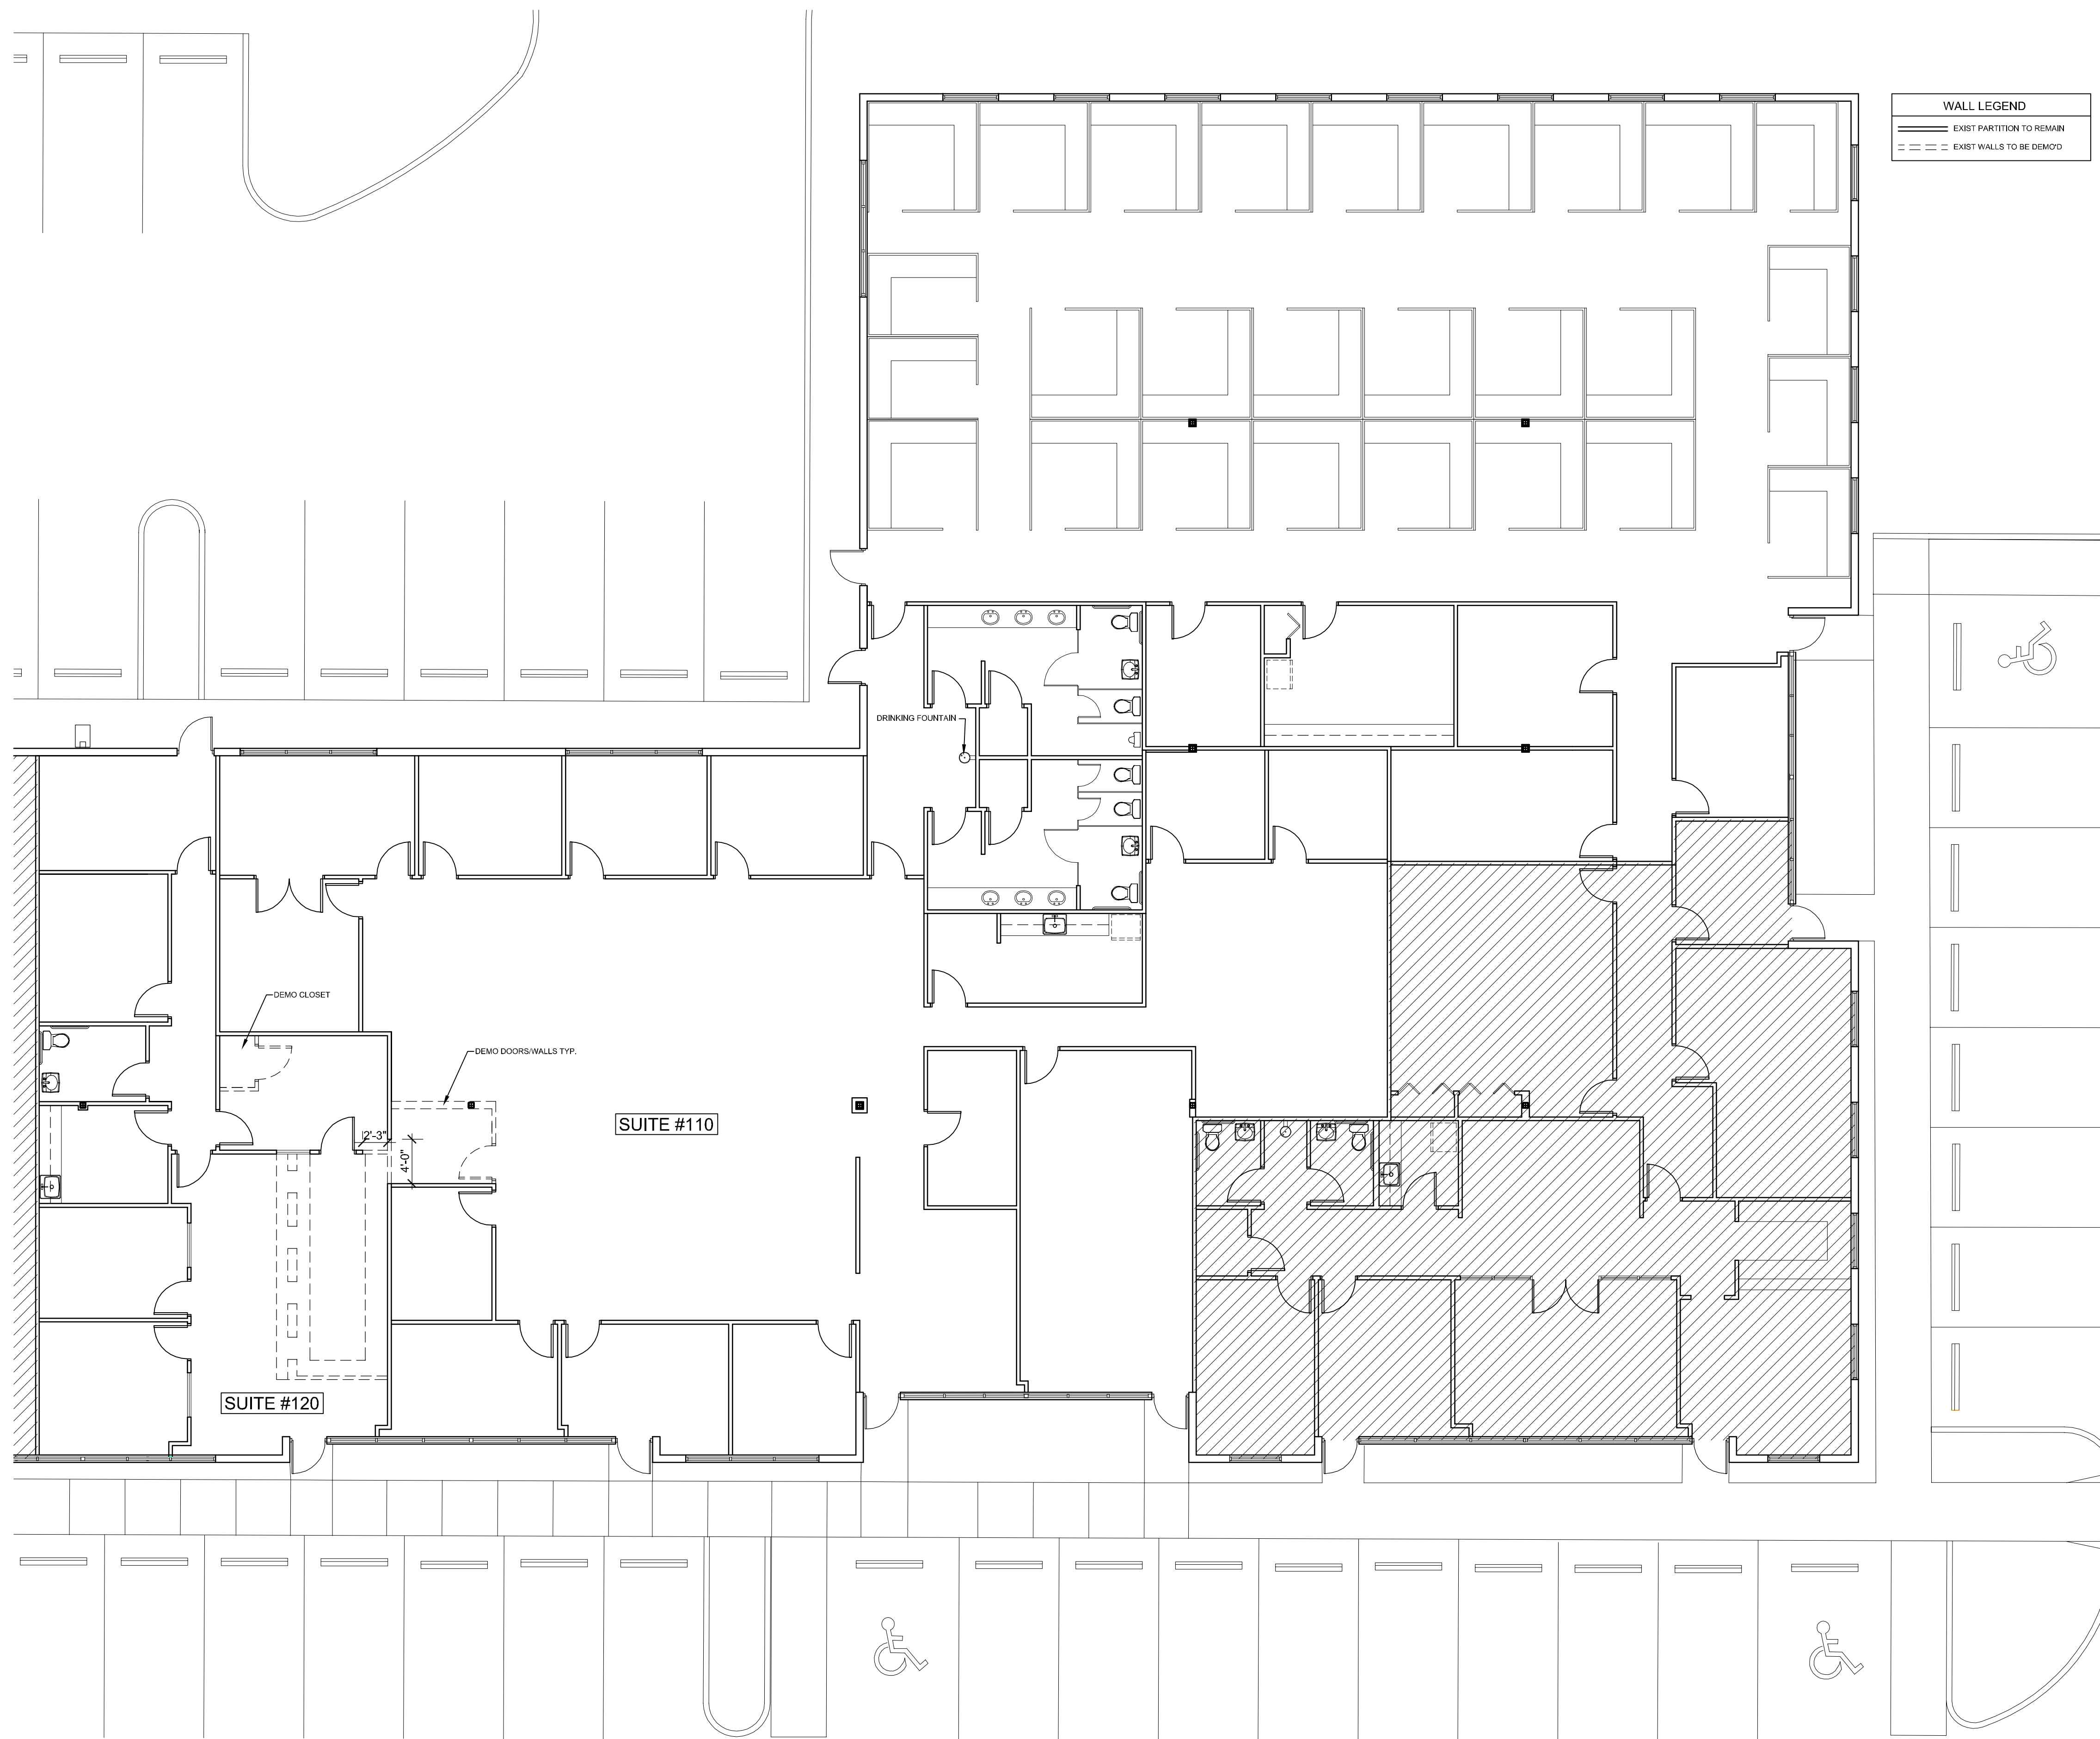 WALL LEGEND
EXIST PARTITION TO REMAIN
EXIST WALLS TO BE DEMO'D
DRINKING FOUNTAIN
DEMO CLOSET
DEMO DOORS/WALLS TYP.
SUITE #110
2'-3"
4'-0"
SUITE #120